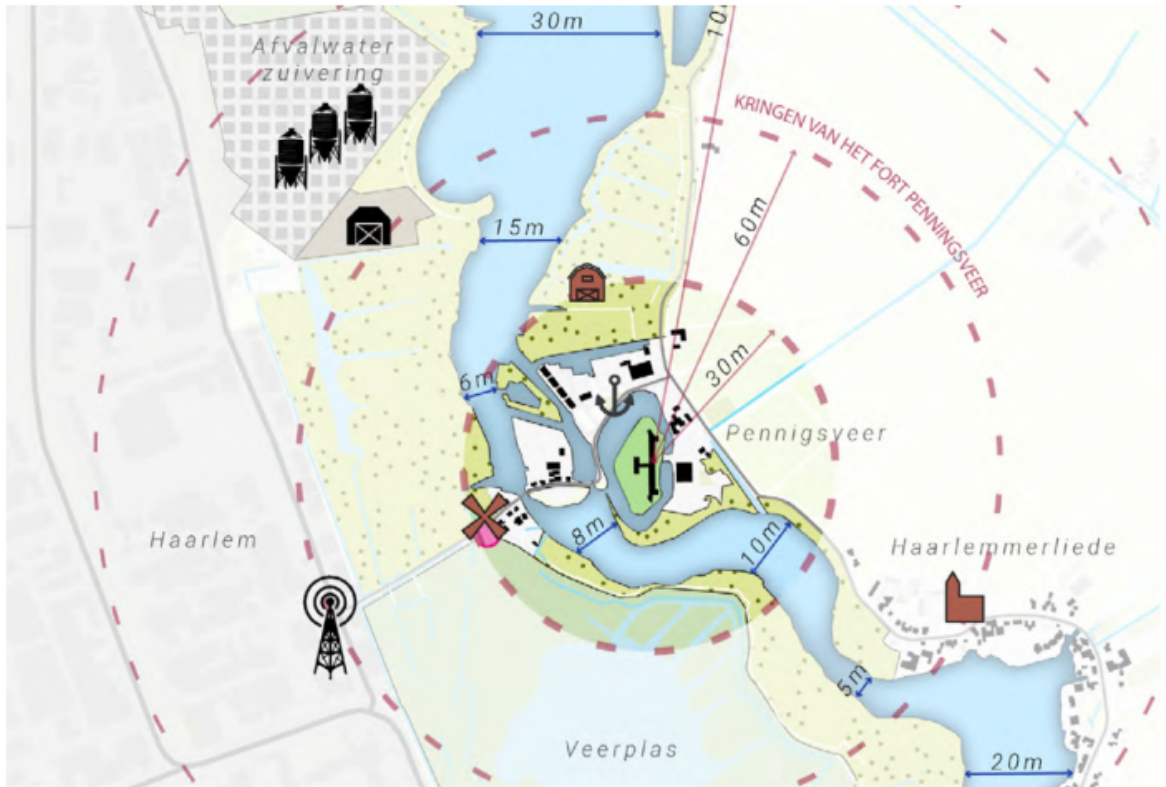 30m
Afvalwater
zuivering
KRINGEN VAN HET FORT PENNINGSVEER
60m
15m
30m
6m
Pennigsveer
8m
10m
Haarlem
Haarlemmerliede
5m
Veerplas
20m